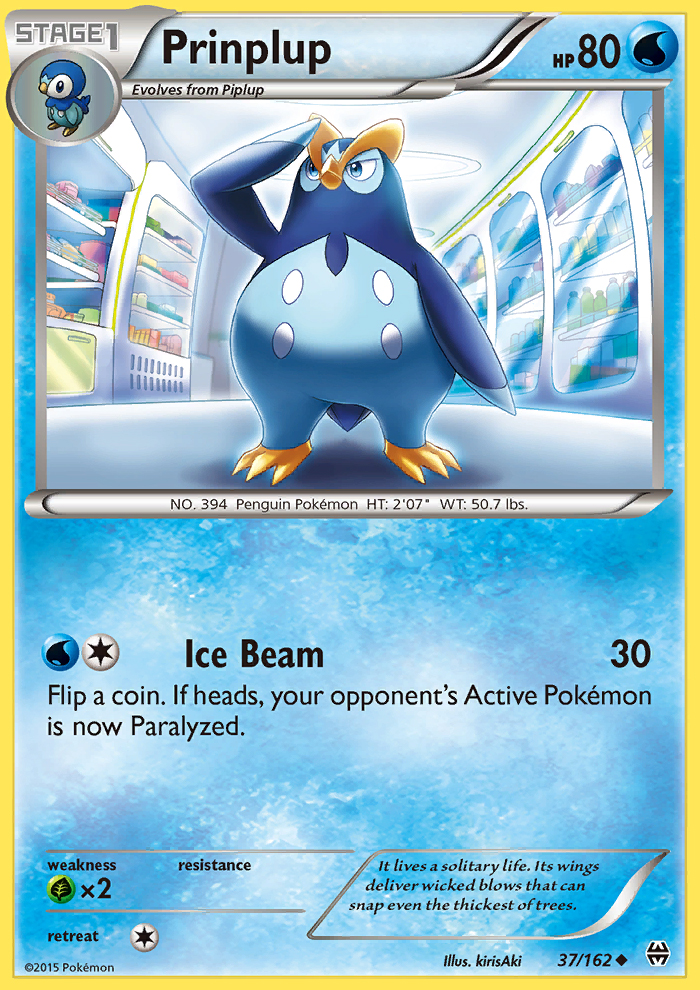 STAGE1
Prinplup
HP80
Evolves from Piplup
NO. 394 Penguin Pokémon HT: 2'07" WT: 50.7 lbs.
Ice Beam 30
Flip a coin. If heads, your opponent's Active Pokémon
is now Paralyzed.
weakness resistance
×2
It lives a solitary life. Its wings
deliver wicked blows that can
snap even the thickest of trees.
retreat
Illus. kirisAki 37/162
©2015 Pokémon